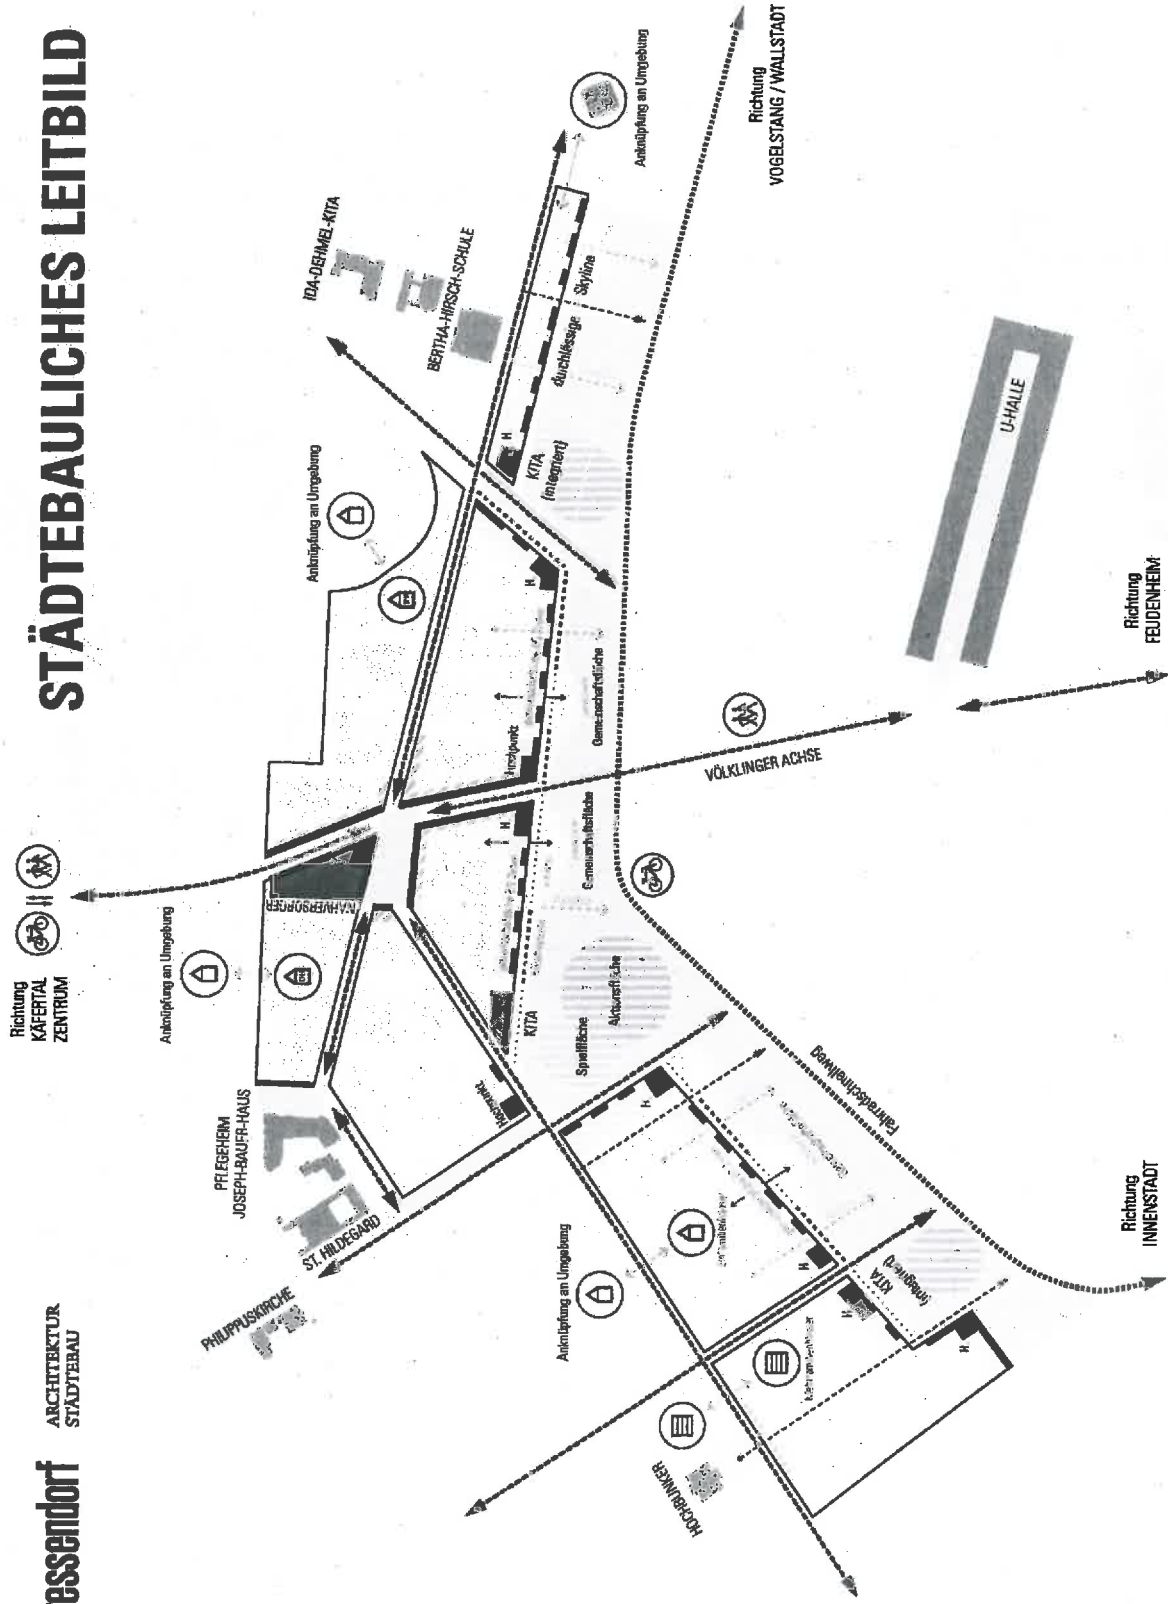 essendorf
ARCHITEKTUR
STÄDTEBAU
STÄDTEBAULICHES LEITBILD
Richtung
KÄFERTAL
ZENTRUM
PHILIPPUSKIRCHE
ST. HILDEGARD
PFLEGEHEIM
JOSEPH-BAUER-HAUS
Anknüpfung an Umgebung
NAHVERSORGER
Anknüpfung an Umgebung
IDA-DEHMEL-KITA
BERTHA-HIRSCH-SCHULE
Anknüpfung an Umgebung
Hochpunkt
KITA
H
Hochpunkt
H
H
KITA
(integriert)
durchlässige Skyline
Spielfläche
Aktionsfläche
Gemeinschaftsfläche
Gemeinschaftsfläche
Richtung
VOGELSTANG / WALLSTADT
HOCHBUNKER
Anknüpfung an Umgebung
Mehrfamilienhäuser
H
H
H
H
KITA
(integriert)
Fahrradschnellweg
VÖLKLINGER ACHSE
U-HALLE
Richtung
INNENSTADT
Richtung
FEUDENHEIM